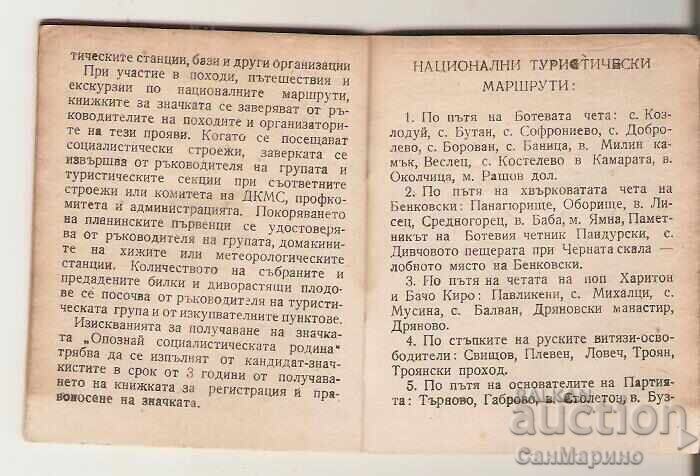 тическите станции, бази и други организации
При участие в походи, пътешествия и
екскурзии по националните маршрути,
книжките за значката се заверяват от ръ-
ководителите на походите и организатори-
те на тези прояви. Когато се посещават
социалистически строежи, заверката се
извършва от ръководителя на групата и
туристическите секции при съответните
строежи или комитета на ДКМС, профко-
митета и администрацията. Покоряването
на планинските първенци се удостоверя-
ва от ръководителя на групата, домакини-
те на хижите или метеорологическите
станции. Количеството на събраните и
предадените билки и диворастящи плодо-
ве се посочва от ръководителя на туристи-
ческата група и от изкупвателните пунктове.
Изискванията за получаване на значка-
та „Опознай социалистическата родина“
трябва да се изпълнят от кандидат-знач-
кистите в срок от 3 години от получава-
нето на книжката за регистрация и пра-
воносене на значката.
НАЦИОНАЛНИ ТУРИСТИЧЕСКИ
МАРШРУТИ:
1. По пътя на Ботевата чета: с. Коз-
лодуй, с. Бутан, с. Софрониево, с. Добро-
лево, с. Борован, с. Баница, в. Милин ка-
мък, Веслец, с. Костелево в Камарата, в.
Околчица, м. Рашов дол.
2. По пътя на хвърковатата чета на
Бенковски: Панагюрище, Оборище, в. Ли-
сец, Средногорец, в. Баба, м. Ямна, Памет-
никът на Ботевия четник Пандурски, с.
Дивчовото пещерата при Черната скала —
лобното място на Бенковски.
3. По пътя на четата на поп Харитон
и Бачо Киро: Павликени, с. Михалци, с.
Мусина, с. Балван, Дряновски манастир,
Дряново.
4. По стъпките на руските витязи-осво-
бодители: Свищов, Плевен, Ловеч, Троян,
Троянски проход.
5. По пътя на основателите на Партия-
та: Търново, Габрово, в. Столетов, в. Буз-
BALKAN
auction
СанМарино